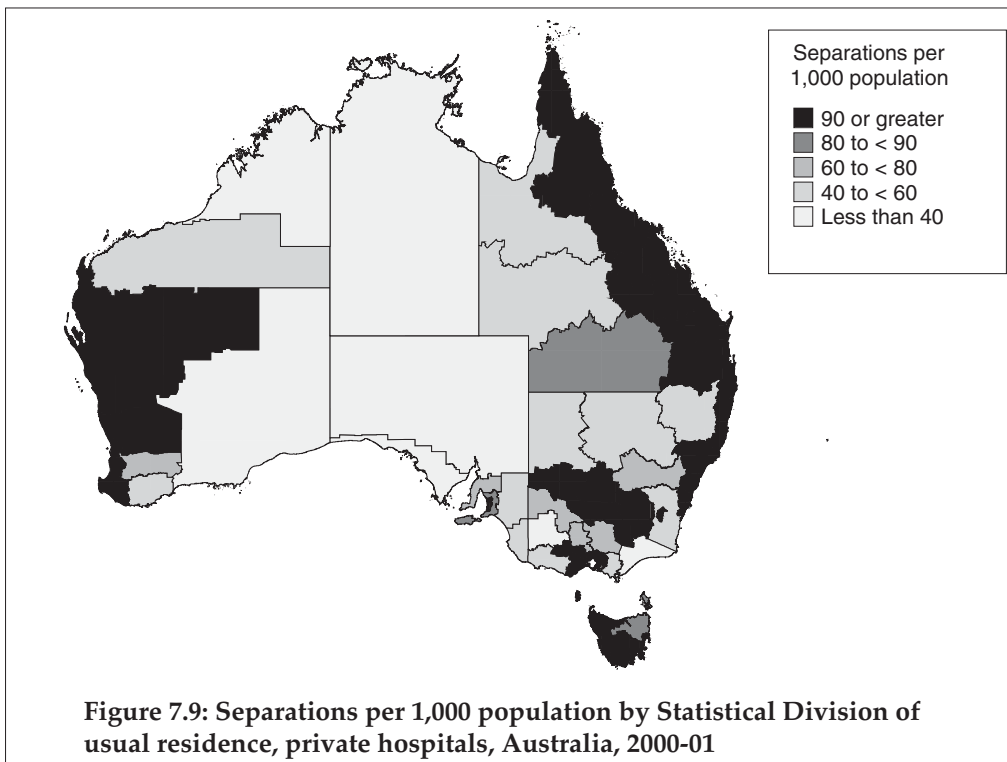 Separations per
1,000 population
90 or greater
80 to < 90
60 to < 80
40 to < 60
Less than 40
Figure 7.9: Separations per 1,000 population by Statistical Division of
usual residence, private hospitals, Australia, 2000-01